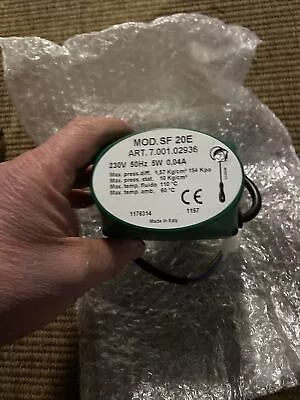 MOD.SF 20E
ART. 7.001.02936
230V 50Hz 5W 0,04A
Max. press.diff. 1,57 Kg/cm² 154 Kpa
Max. press. stat. 10 Kg/cm²
Max. temp. fluido 110 °C
Max. temp. amb. 60 °C
CE
1176314 1197
Made in Italy